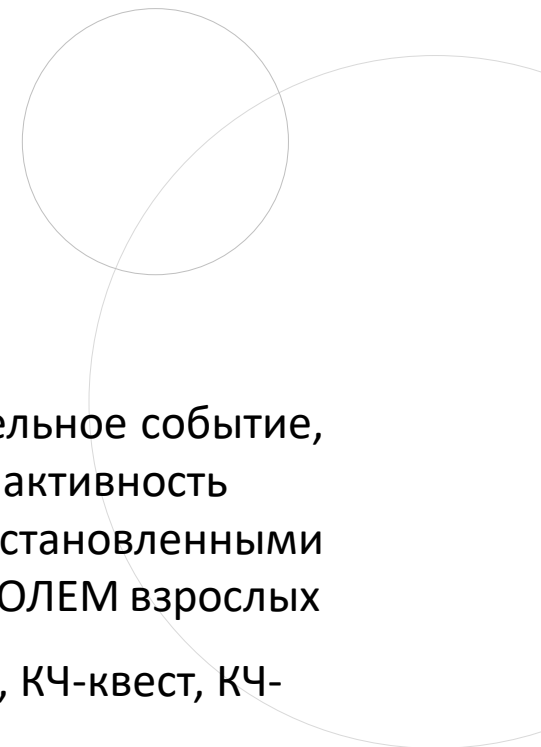 ельное событие,
активность
становленными
ОЛЕМ взрослых
, КЧ-квест, КЧ-